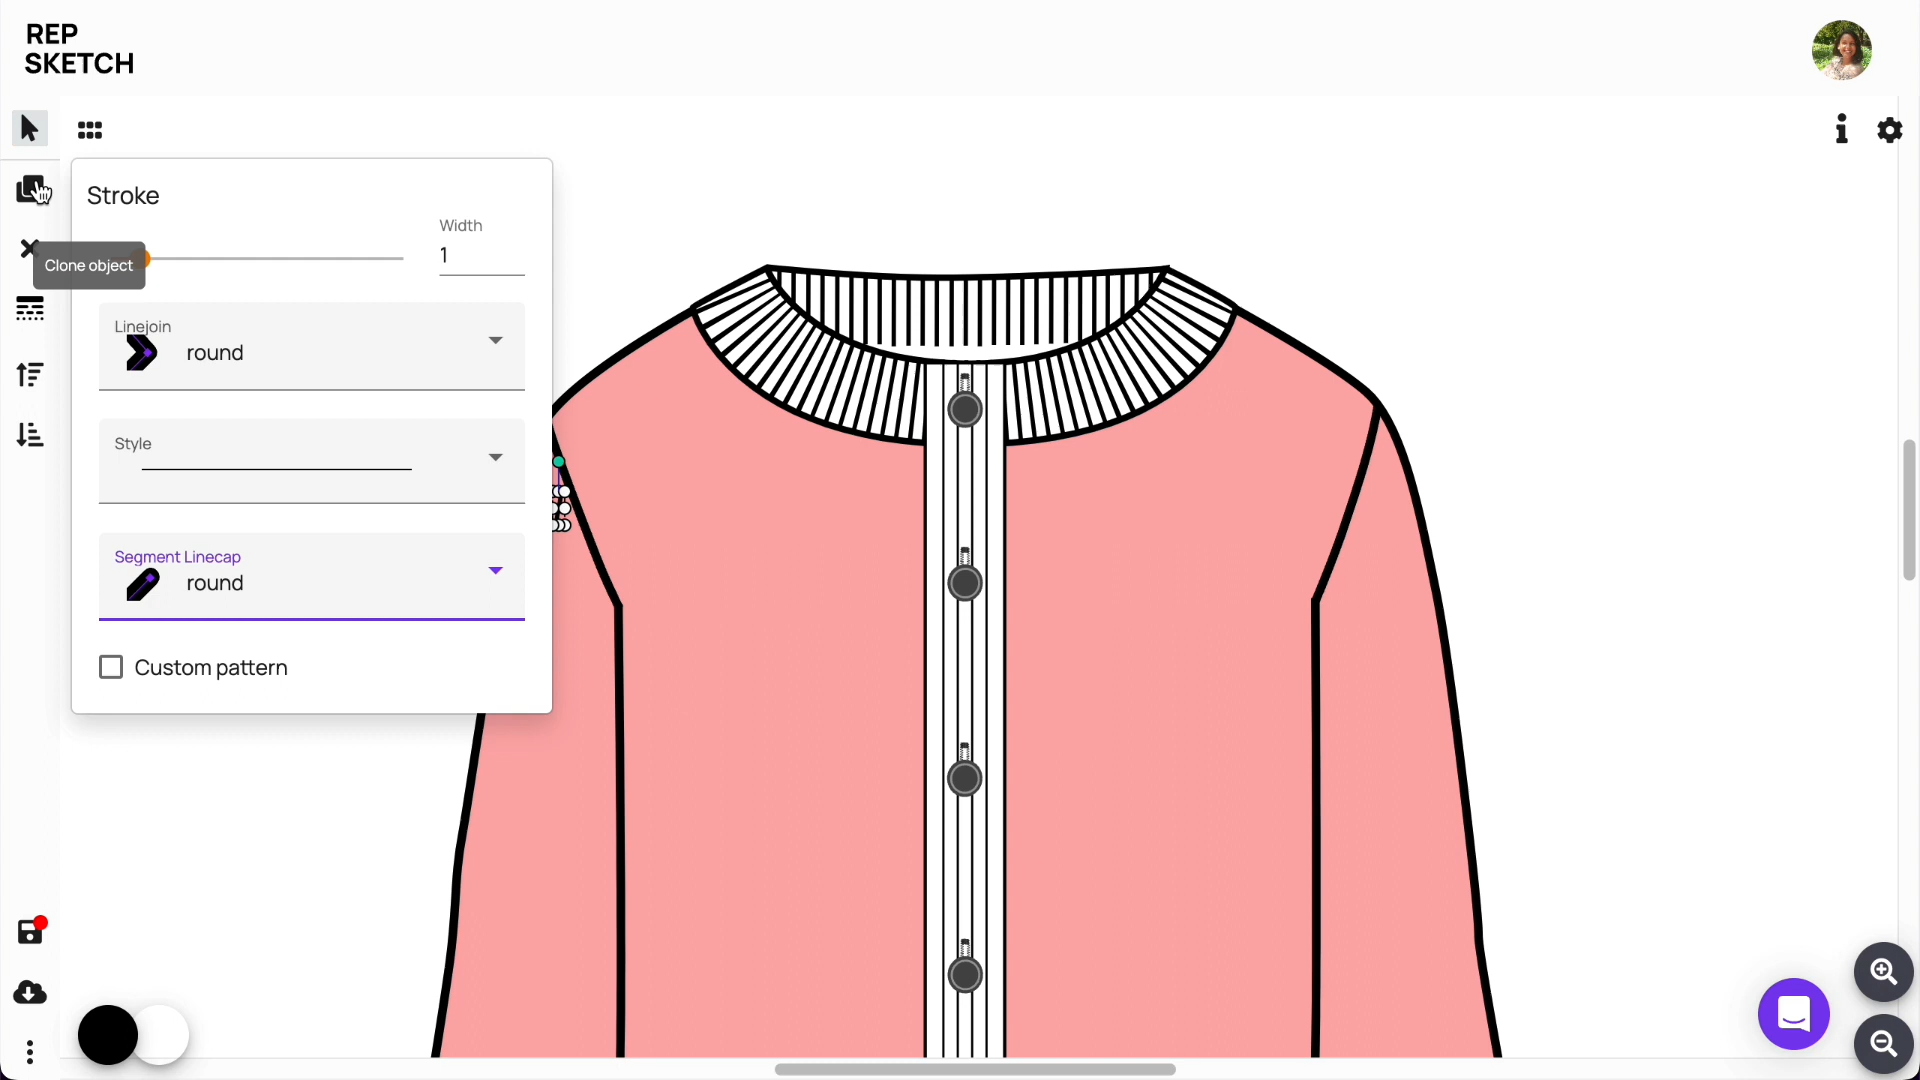 REP
SKETCH
Stroke
Width
1
Clone object
Linejoin
round
Style
Segment Linecap
round
Custom pattern